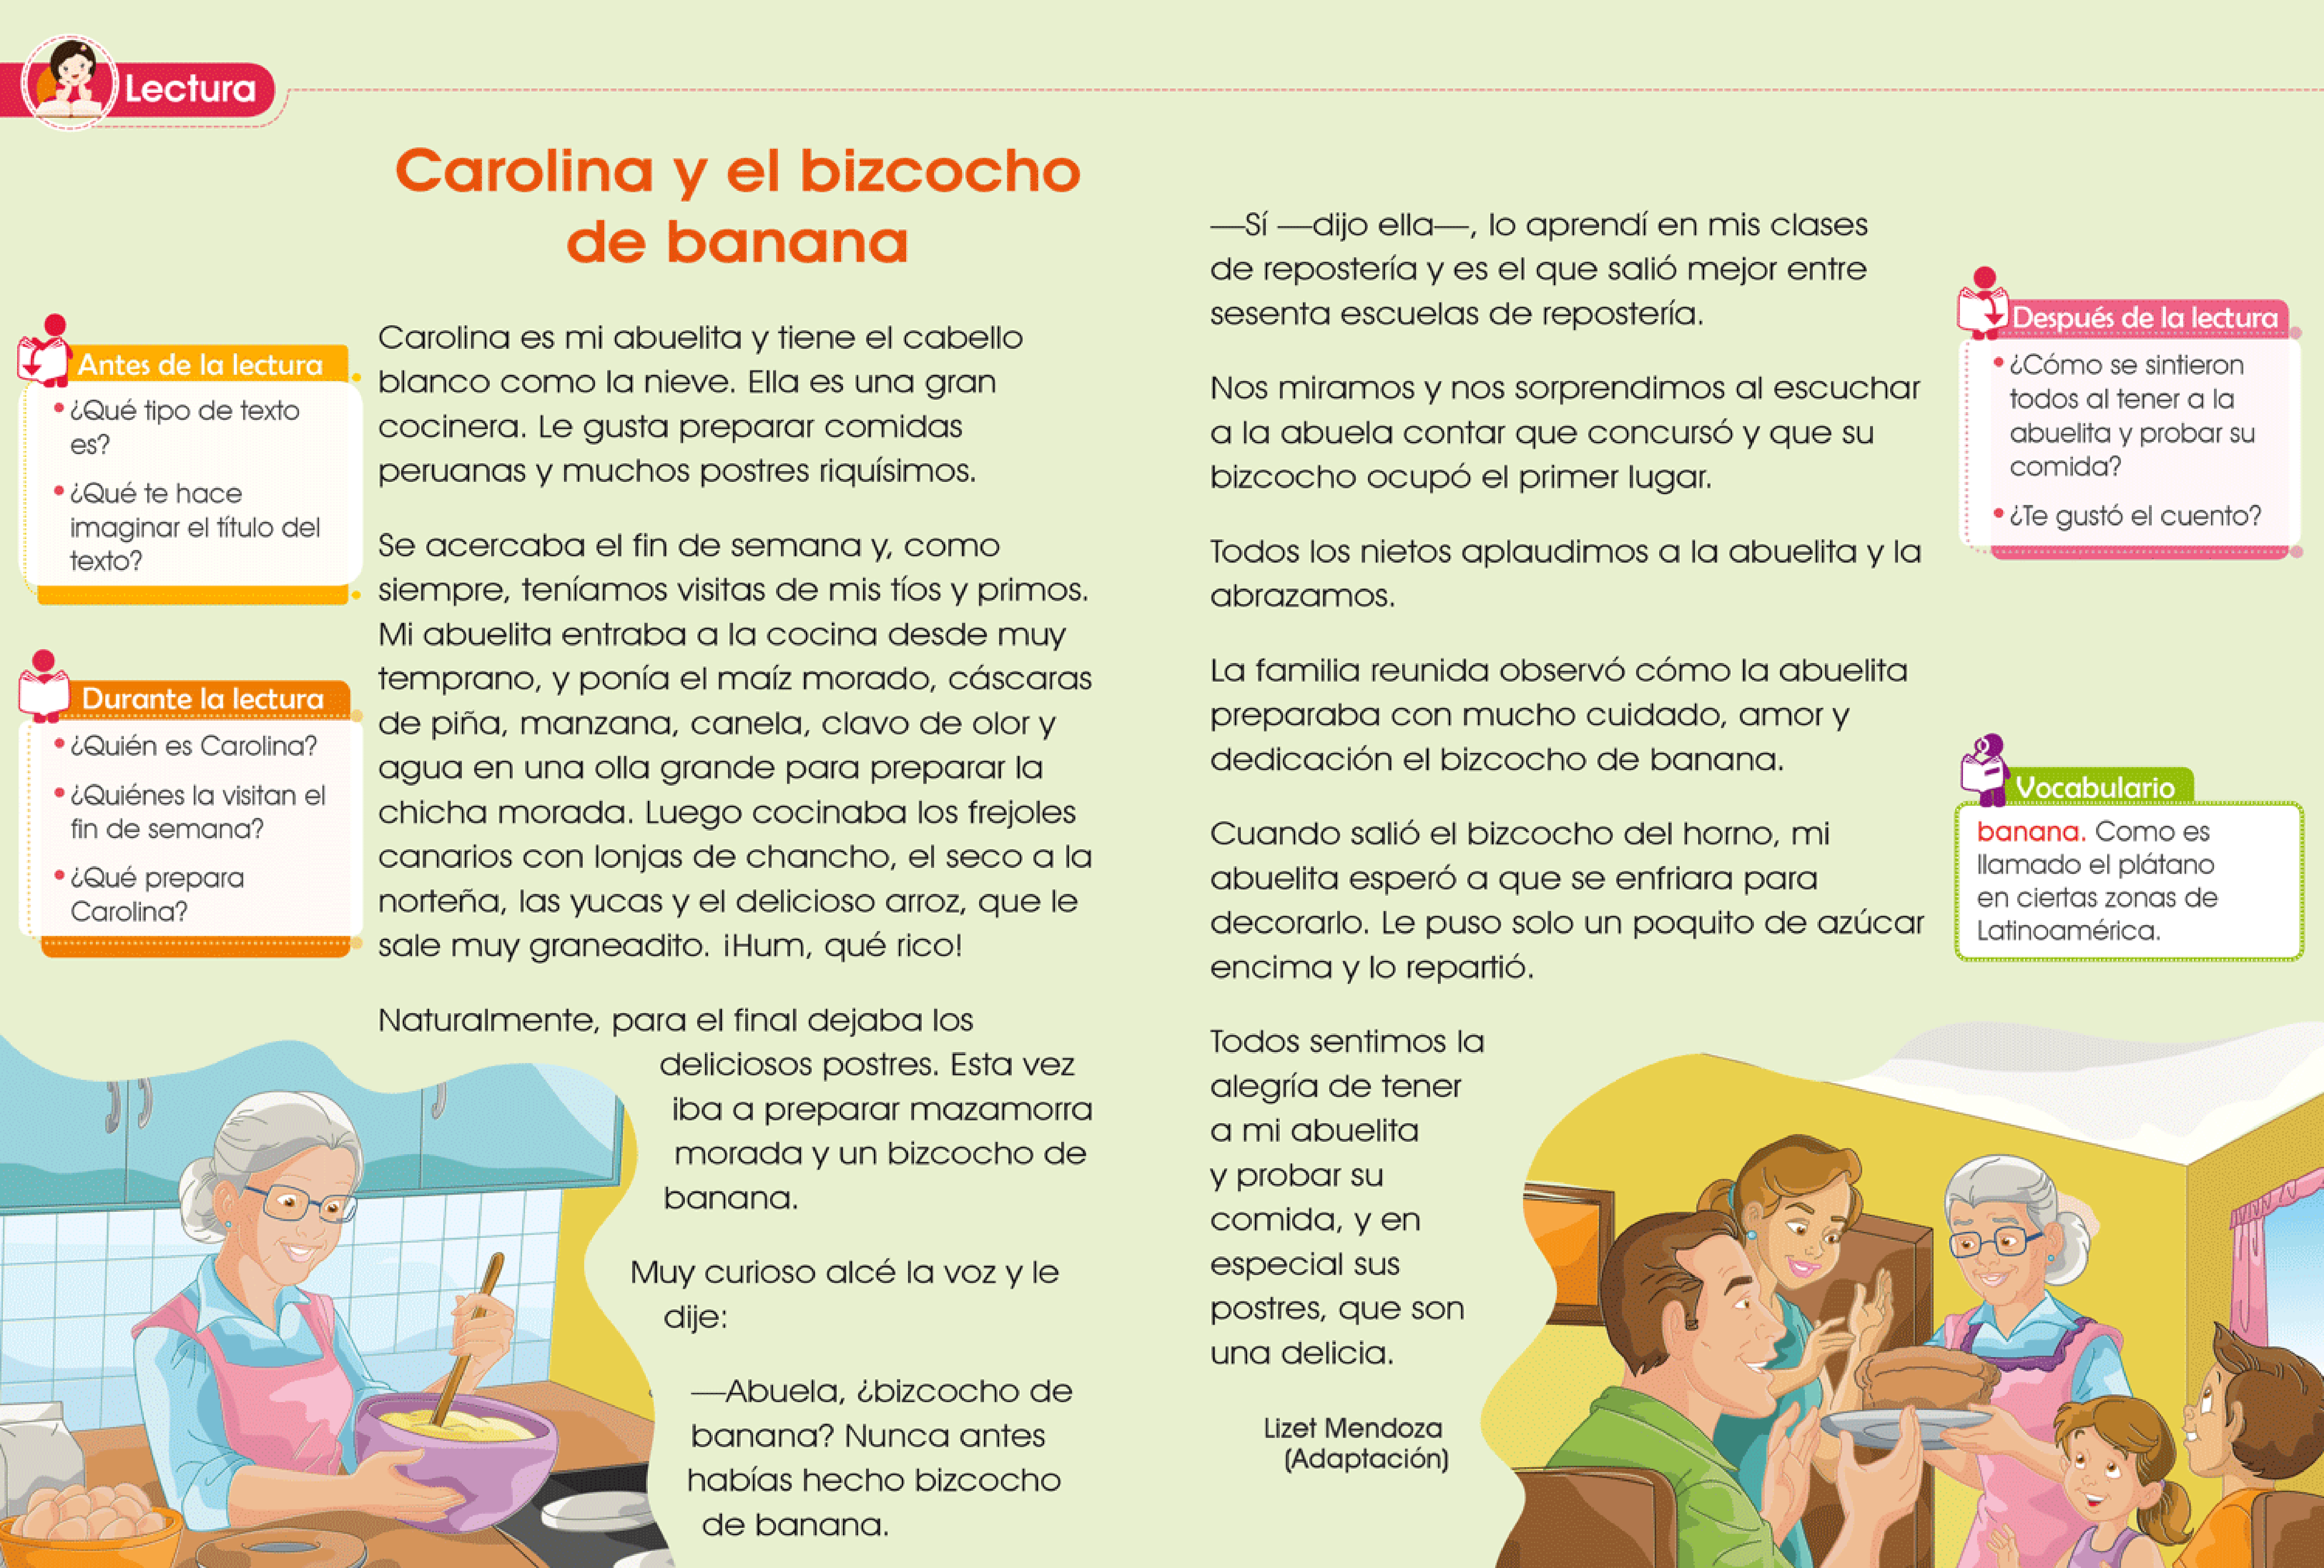 Lectura
Carolina y el bizcocho
de banana
Antes de la lectura
• ¿Qué tipo de texto
es?
• ¿Qué te hace
imaginar el título del
texto?
Durante la lectura
• ¿Quién es Carolina?
• ¿Quiénes la visitan el
fin de semana?
• ¿Qué prepara
Carolina?
Carolina es mi abuelita y tiene el cabello
blanco como la nieve. Ella es una gran
cocinera. Le gusta preparar comidas
peruanas y muchos postres riquísimos.
Se acercaba el fin de semana y, como
siempre, teníamos visitas de mis tíos y primos.
Mi abuelita entraba a la cocina desde muy
temprano, y ponía el maíz morado, cáscaras
de piña, manzana, canela, clavo de olor y
agua en una olla grande para preparar la
chicha morada. Luego cocinaba los frejoles
canarios con lonjas de chancho, el seco a la
norteña, las yucas y el delicioso arroz, que le
sale muy graneadito. ¡Hum, qué rico!
Naturalmente, para el final dejaba los
deliciosos postres. Esta vez
iba a preparar mazamorra
morada y un bizcocho de
banana.
Muy curioso alcé la voz y le
dije:
—Abuela, ¿bizcocho de
banana? Nunca antes
habías hecho bizcocho
de banana.
—Sí —dijo ella—, lo aprendí en mis clases
de repostería y es el que salió mejor entre
sesenta escuelas de repostería.
Nos miramos y nos sorprendimos al escuchar
a la abuela contar que concursó y que su
bizcocho ocupó el primer lugar.
Todos los nietos aplaudimos a la abuelita y la
abrazamos.
La familia reunida observó cómo la abuelita
preparaba con mucho cuidado, amor y
dedicación el bizcocho de banana.
Cuando salió el bizcocho del horno, mi
abuelita esperó a que se enfriara para
decorarlo. Le puso solo un poquito de azúcar
encima y lo repartió.
Todos sentimos la
alegría de tener
a mi abuelita
y probar su
comida, y en
especial sus
postres, que son
una delicia.
Lizet Mendoza
(Adaptación)
Después de la lectura
• ¿Cómo se sintieron
todos al tener a la
abuelita y probar su
comida?
• ¿Te gustó el cuento?
Vocabulario
banana. Como es
llamado el plátano
en ciertas zonas de
Latinoamérica.